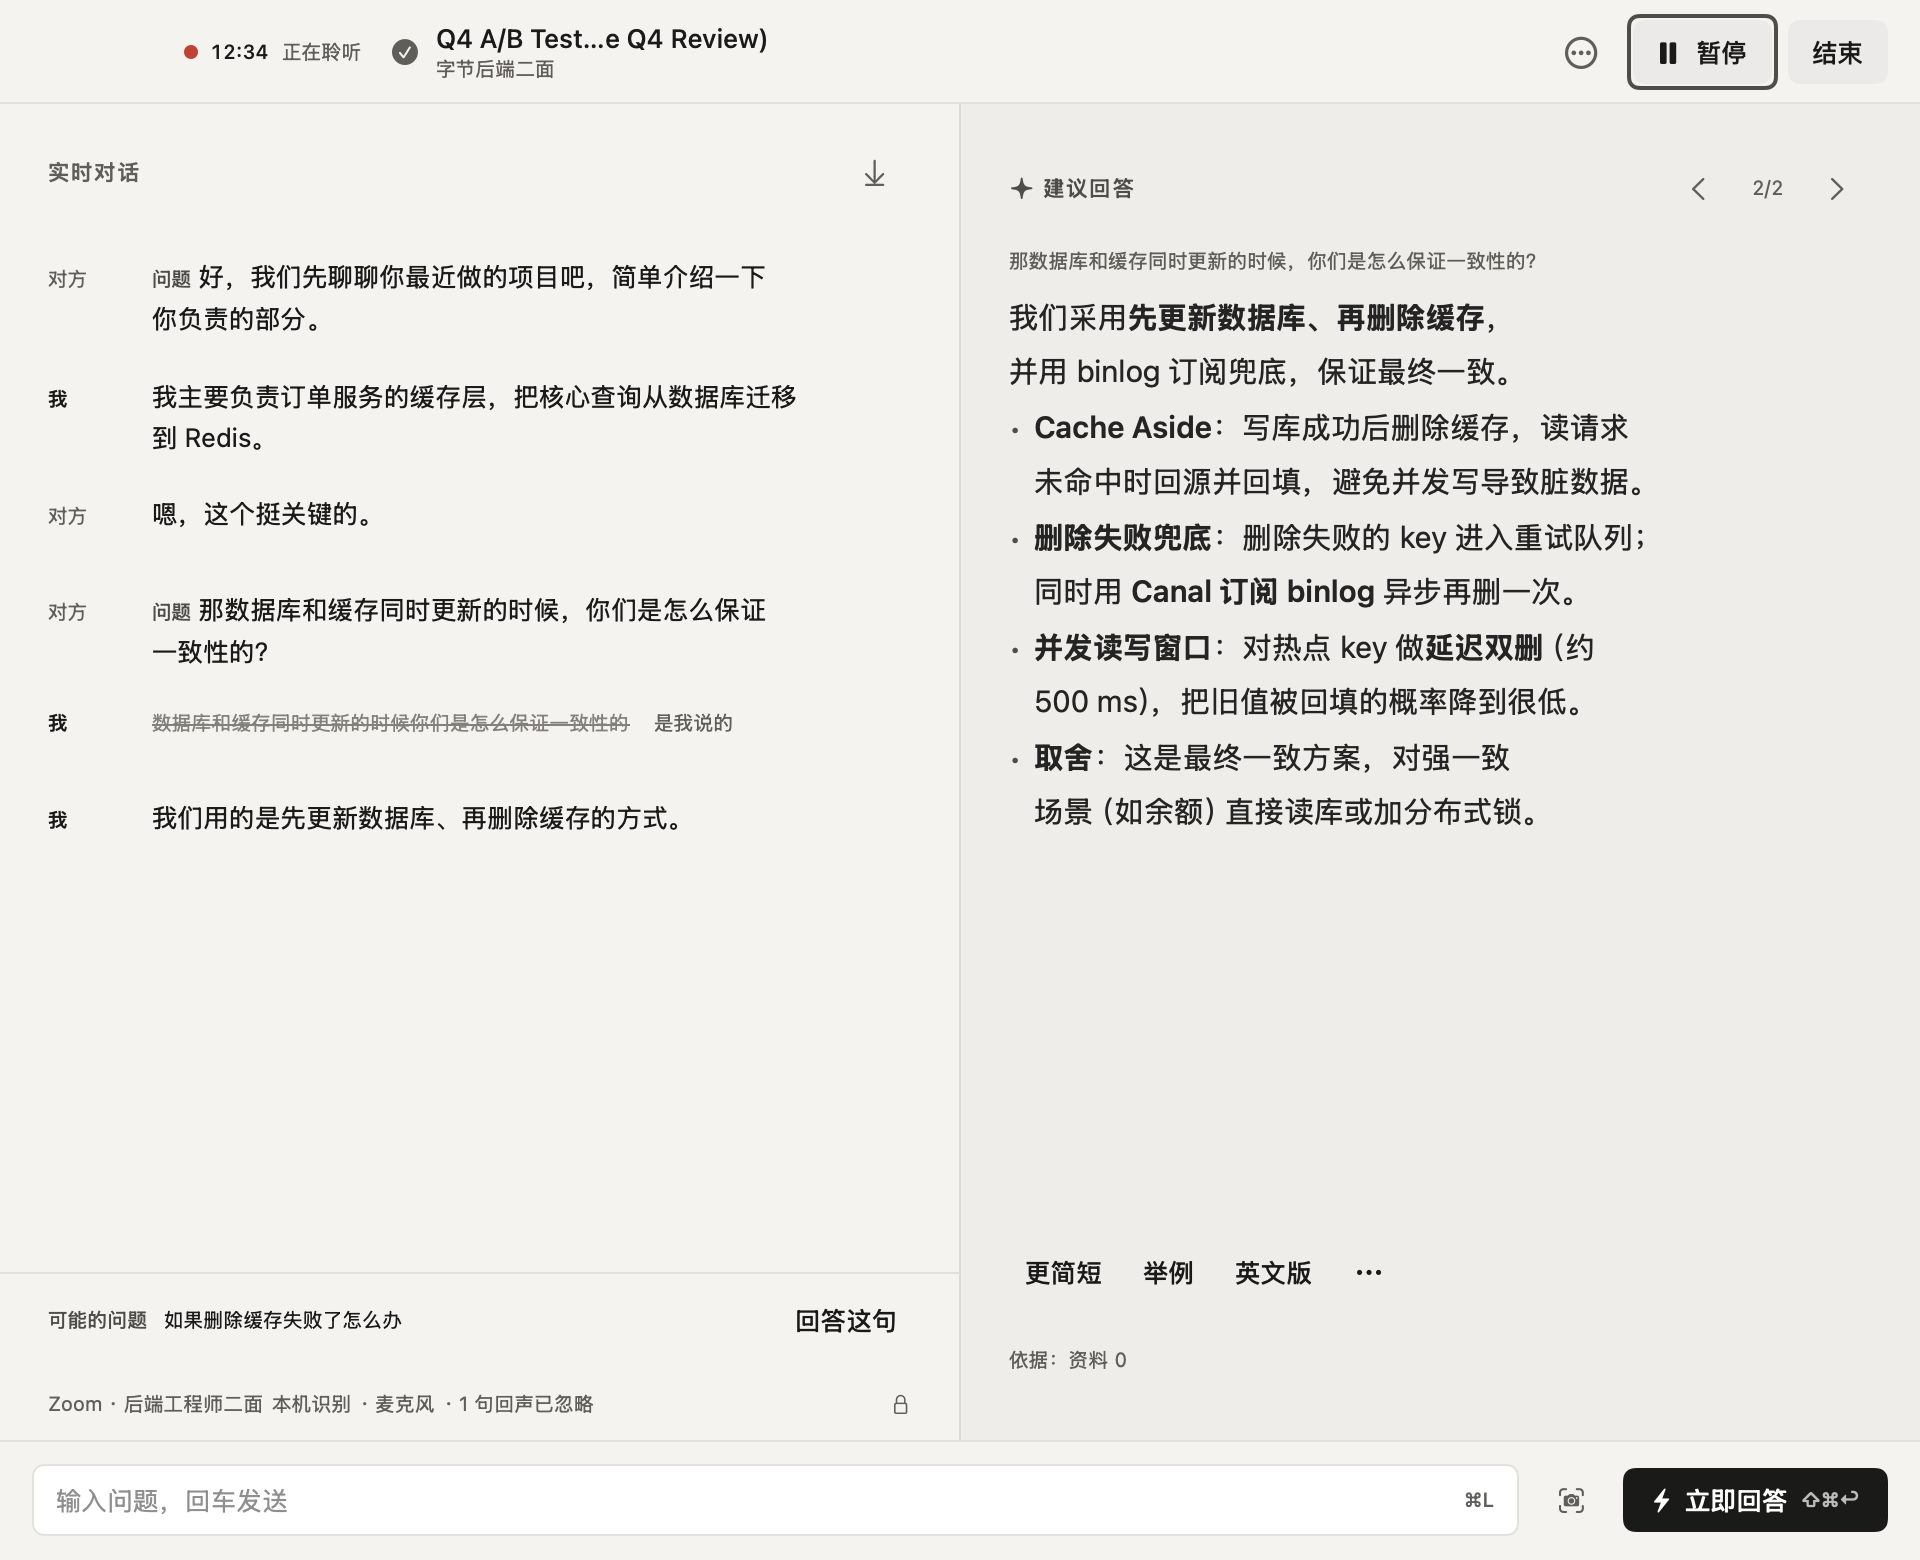 12:34 正在聆听
Q4 A/B Test...e Q4 Review)
字节后端二面
暂停
结束
实时对话
对方
问题 好，我们先聊聊你最近做的项目吧，简单介绍一下
你负责的部分。
我
我主要负责订单服务的缓存层，把核心查询从数据库迁移
到 Redis。
对方
嗯，这个挺关键的。
对方
问题 那数据库和缓存同时更新的时候，你们是怎么保证
一致性的?
我
数据库和缓存同时更新的时候你们是怎么保证一致性的 是我说的
我
我们用的是先更新数据库、再删除缓存的方式。
可能的问题 如果删除缓存失败了怎么办
回答这句
Zoom · 后端工程师二面 本机识别 · 麦克风 · 1 句回声已忽略
建议回答
2/2
那数据库和缓存同时更新的时候，你们是怎么保证一致性的?
我们采用先更新数据库、再删除缓存，
并用 binlog 订阅兜底，保证最终一致。
• Cache Aside：写库成功后删除缓存，读请求
未命中时回源并回填，避免并发写导致脏数据。
• 删除失败兜底：删除失败的 key 进入重试队列；
同时用 Canal 订阅 binlog 异步再删一次。
• 并发读写窗口：对热点 key 做延迟双删（约
500 ms），把旧值被回填的概率降到很低。
• 取舍：这是最终一致方案，对强一致
场景（如余额）直接读库或加分布式锁。
更简短 举例 英文版 ···
依据：资料 0
输入问题，回车发送
⌘L
立即回答 ⇧⌘↩